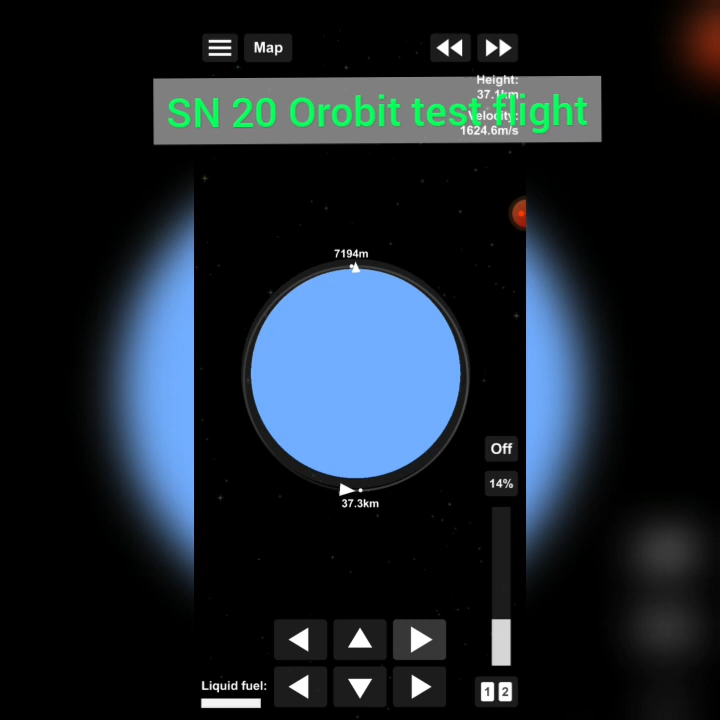 Map
Height:
37.1km
SN 20 Orobit test flight
Velocity:
1624.6m/s
7194m
37.3km
Off
14%
Liquid fuel:
1 2